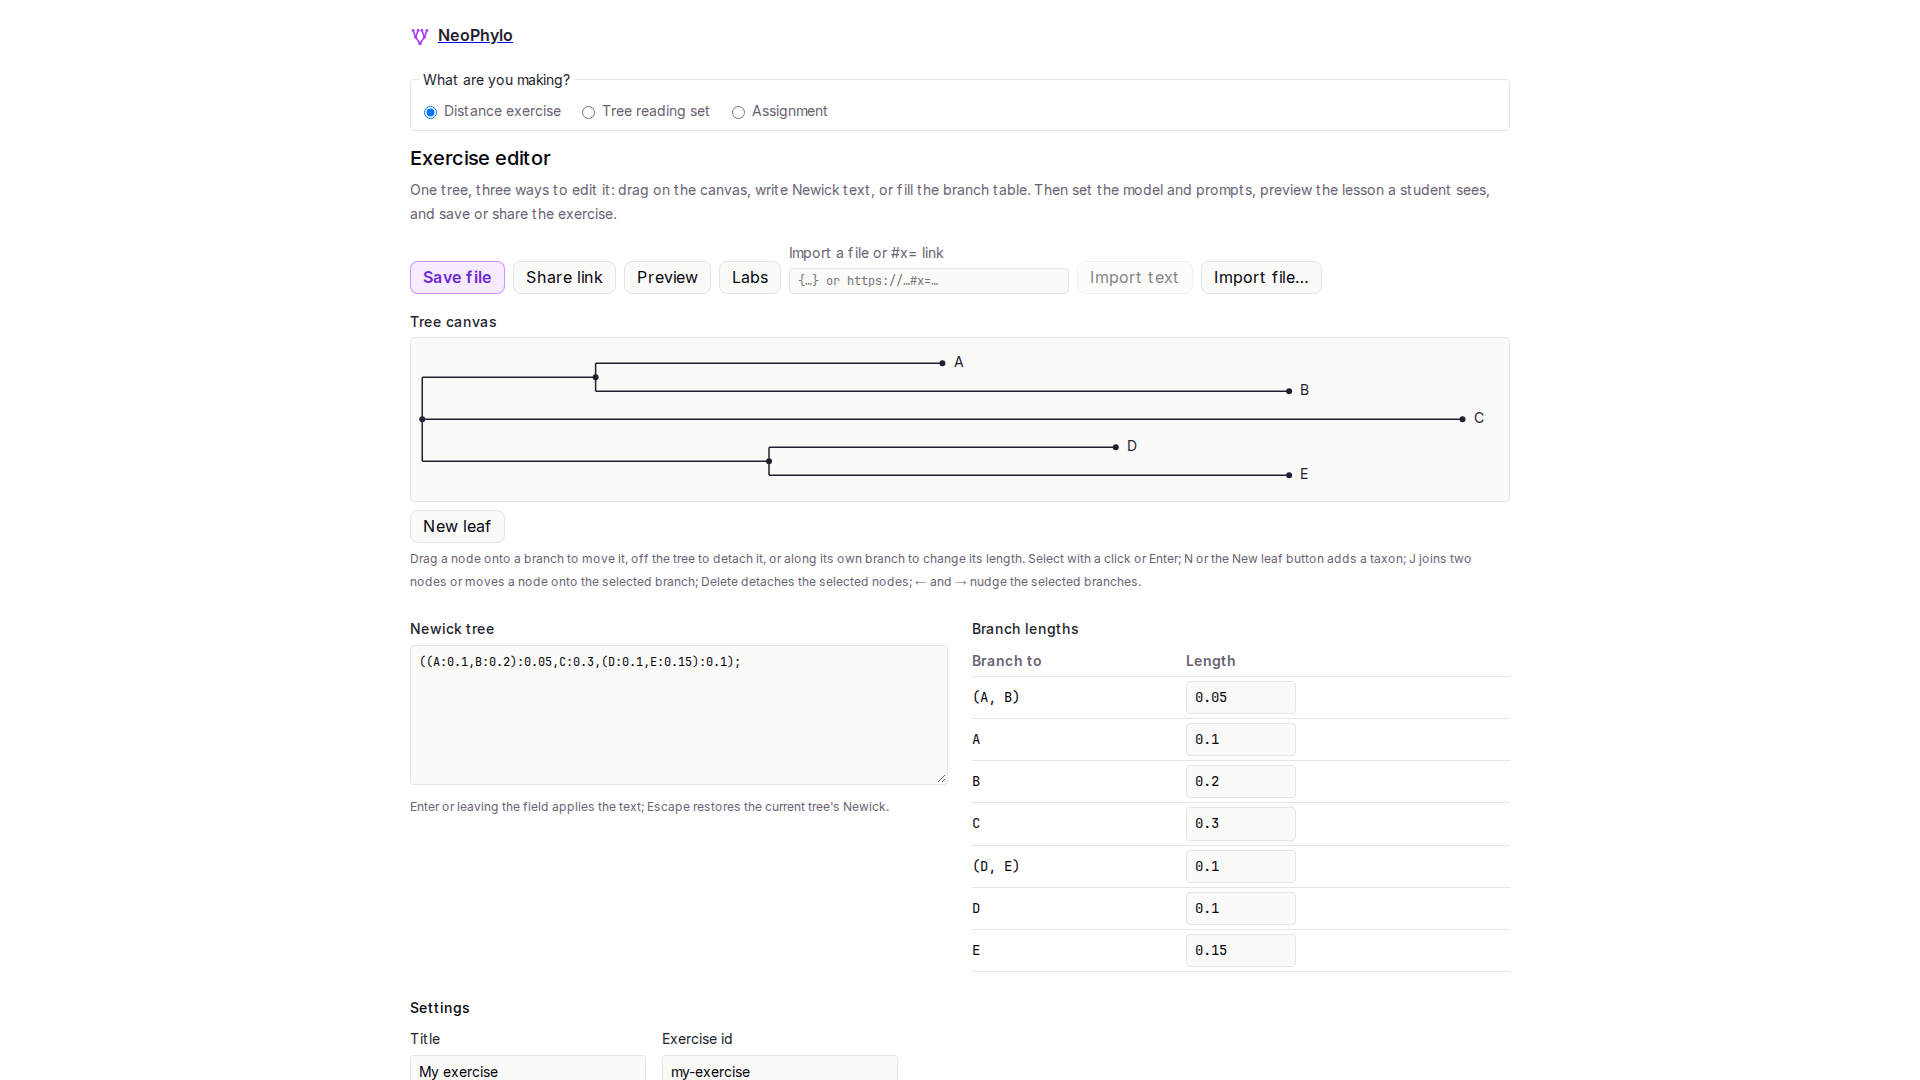 NeoPhylo
What are you making?
Distance exercise Tree reading set Assignment
Exercise editor
One tree, three ways to edit it: drag on the canvas, write Newick text, or fill the branch table. Then set the model and prompts, preview the lesson a student sees,
and save or share the exercise.
Import a file or #x= link
Save file Share link Preview Labs {…} or https://…#x=… Import text Import file…
Tree canvas
A
B
C
D
E
New leaf
Drag a node onto a branch to move it, off the tree to detach it, or along its own branch to change its length. Select with a click or Enter; N or the New leaf button adds a taxon; J joins two
nodes or moves a node onto the selected branch; Delete detaches the selected nodes; ← and → nudge the selected branches.
Newick tree
((A:0.1,B:0.2):0.05,C:0.3,(D:0.1,E:0.15):0.1);
Enter or leaving the field applies the text; Escape restores the current tree's Newick.
Branch lengths
Branch to Length
(A, B) 0.05
A 0.1
B 0.2
C 0.3
(D, E) 0.1
D 0.1
E 0.15
Settings
Title Exercise id
My exercise my-exercise